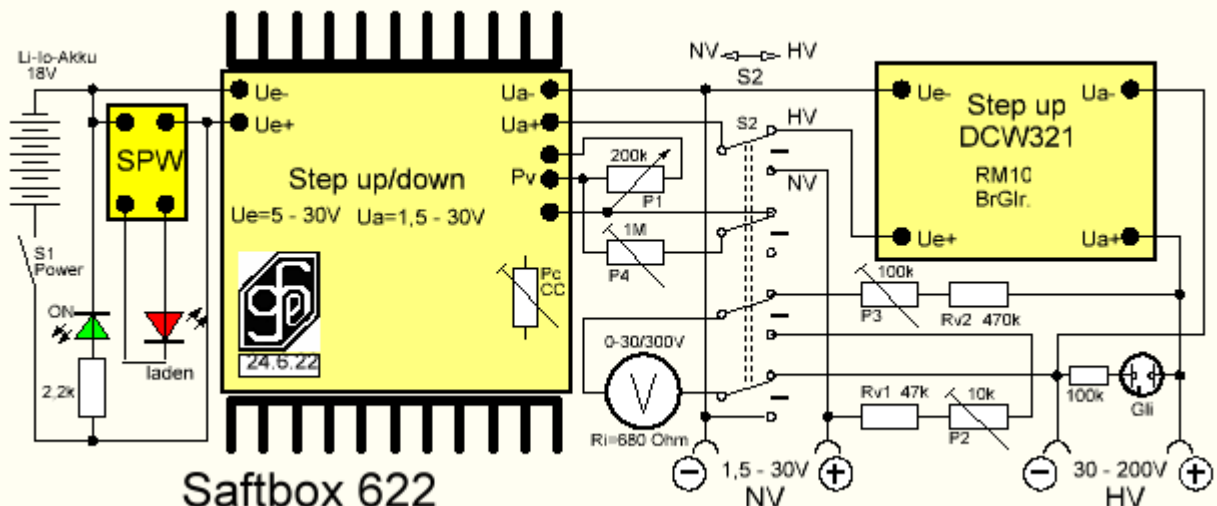 Li-Io-Akku
18V
Ue-
Ue+
SPW
S1
Power
ON
laden
2,2k
Step up/down
Ue=5 - 30V Ua=1,5 - 30V
Ua-
Ua+
Pv
Pc
CC
gfe
24.6.22
200k
P1
1M
P4
NV HV
S2
S2
HV
NV
0-30/300V
V
Ri=680 Ohm
Ue-
Ua-
Step up
DCW321
RM10
BrGlr.
Ue+
Ua+
100k
P3
Rv2 470k
Rv1 47k
10k
P2
100k
Gli
1,5 - 30V
NV
30 - 200V
HV
Saftbox 622